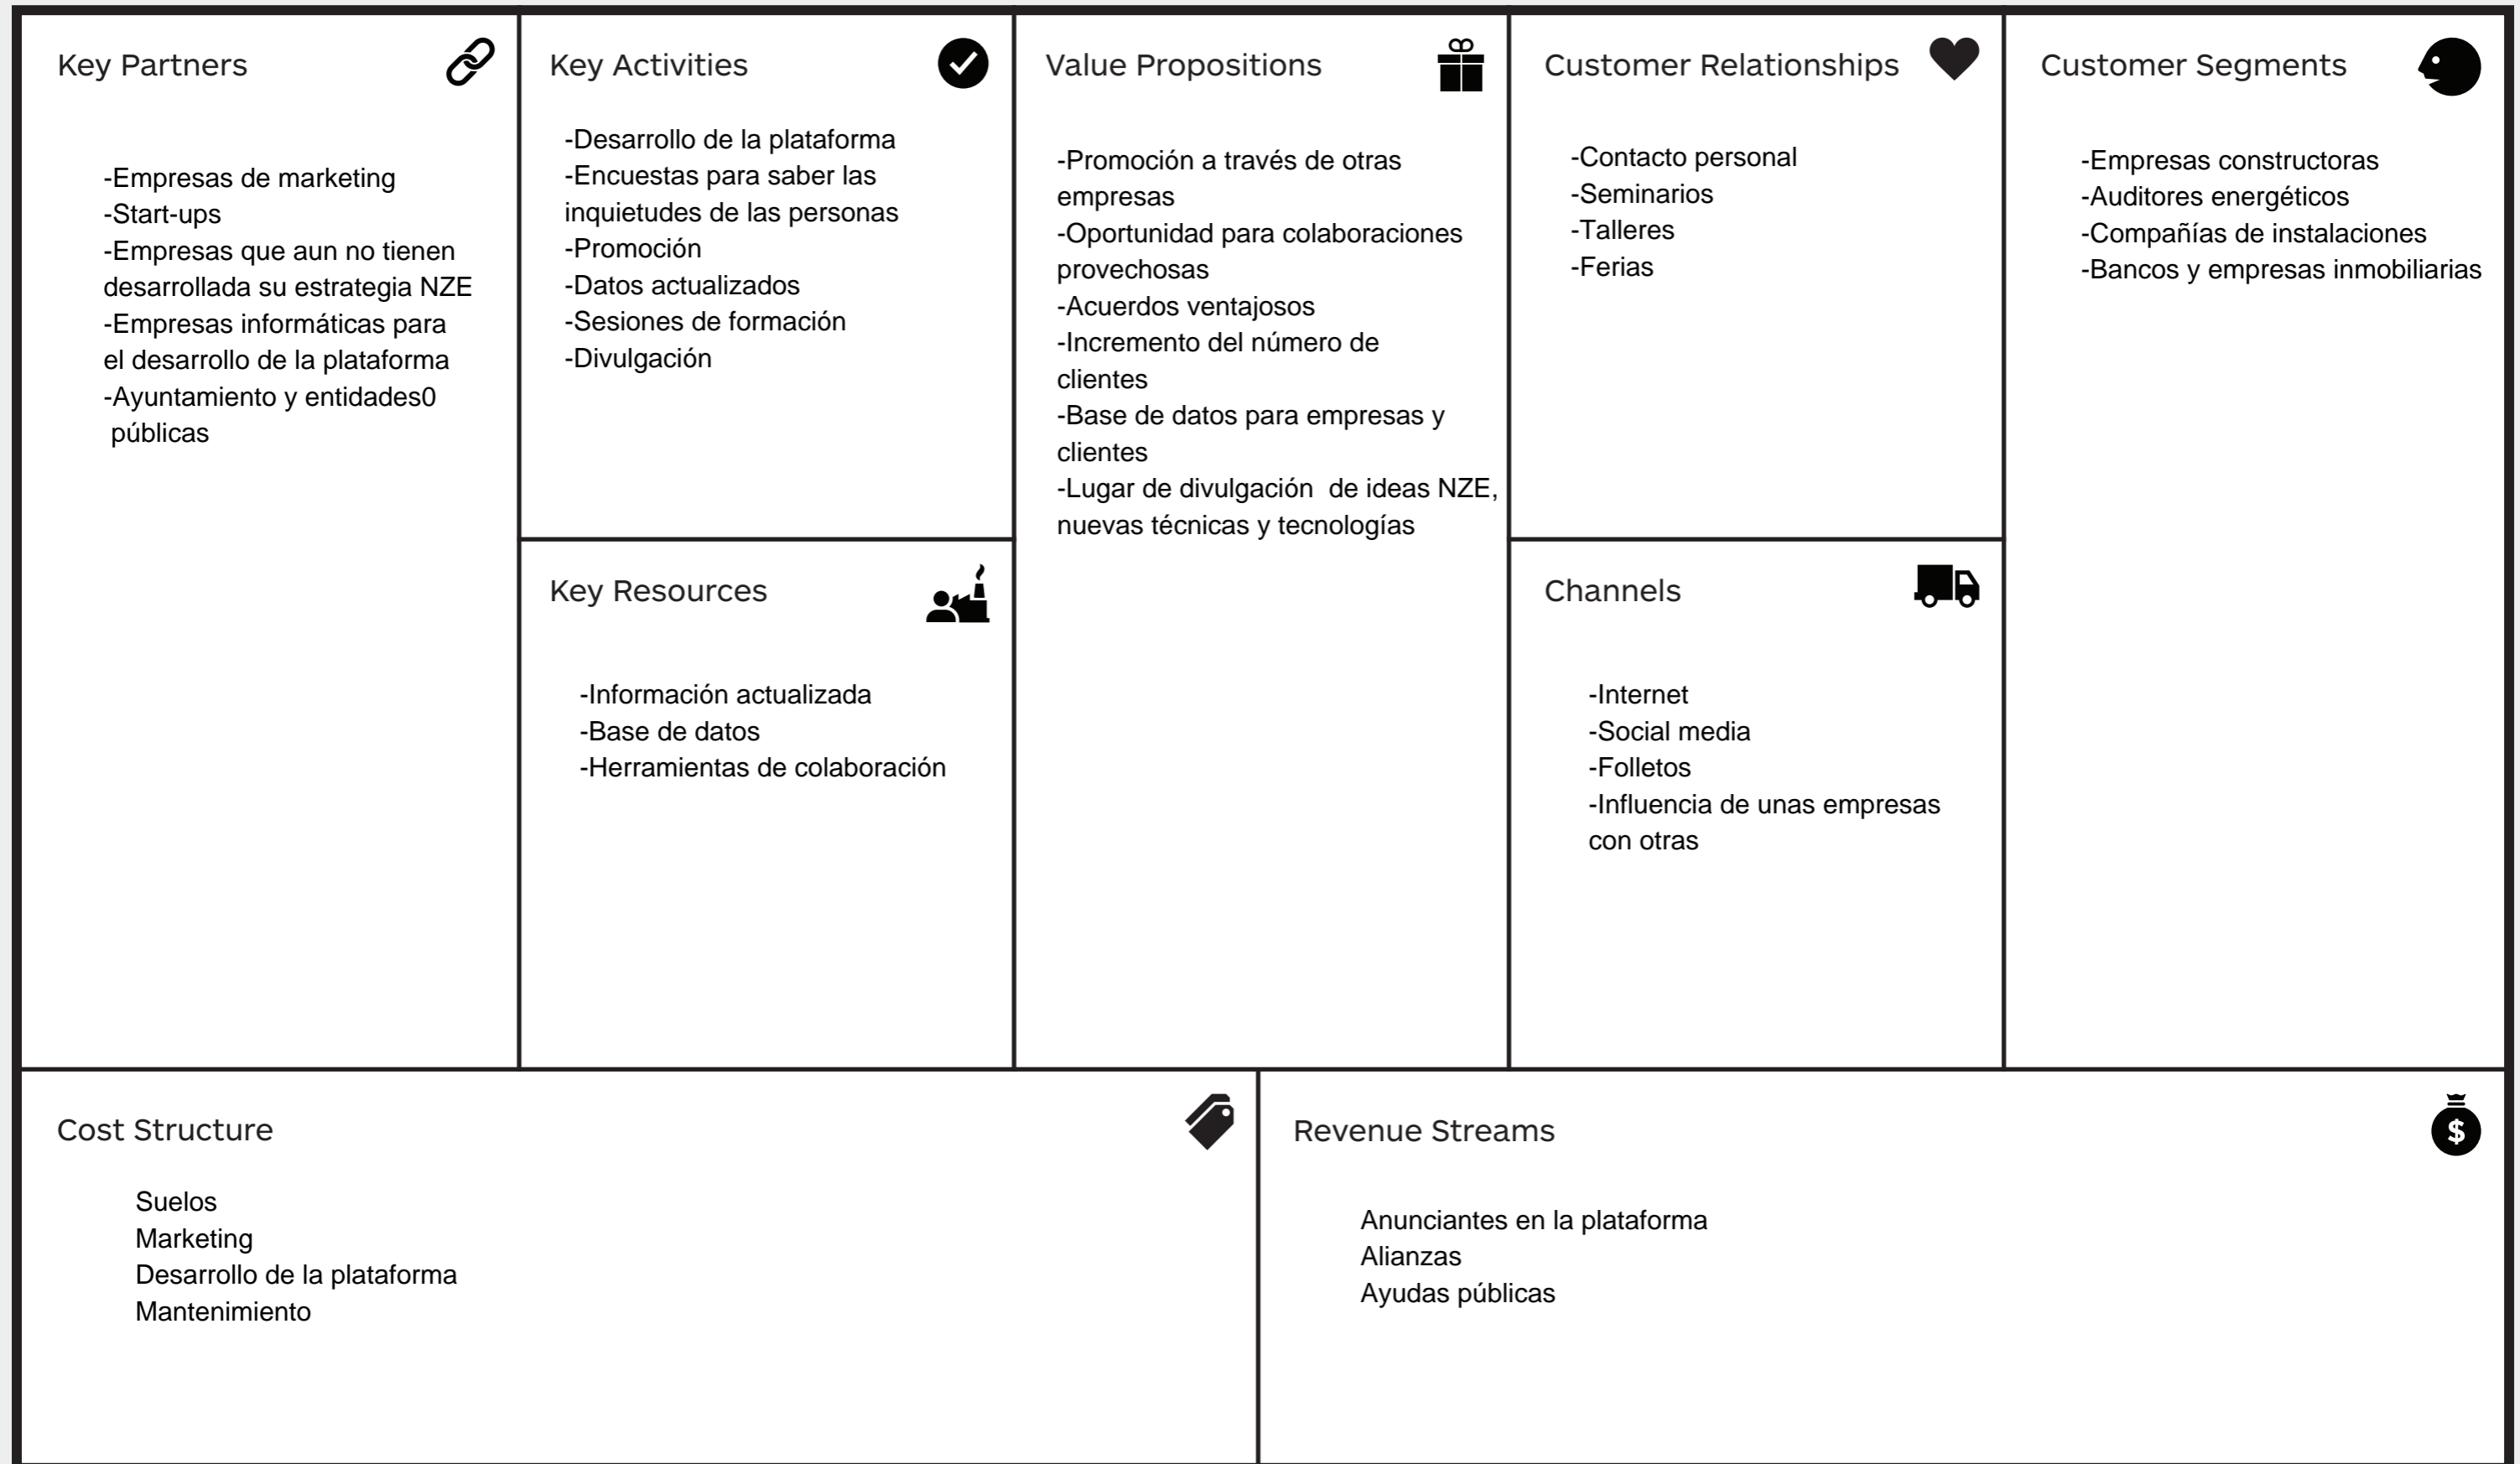 Key Partners
-Empresas de marketing
-Start-ups
-Empresas que aun no tienen
desarrollada su estrategia NZE
-Empresas informáticas para
el desarrollo de la plataforma
-Ayuntamiento y entidades0
públicas
Key Activities
-Desarrollo de la plataforma
-Encuestas para saber las
inquietudes de las personas
-Promoción
-Datos actualizados
-Sesiones de formación
-Divulgación
Key Resources
-Información actualizada
-Base de datos
-Herramientas de colaboración
Value Propositions
-Promoción a través de otras
empresas
-Oportunidad para colaboraciones
provechosas
-Acuerdos ventajosos
-Incremento del número de
clientes
-Base de datos para empresas y
clientes
-Lugar de divulgación  de ideas NZE,
nuevas técnicas y tecnologías
Customer Relationships
-Contacto personal
-Seminarios
-Talleres
-Ferias
Channels
-Internet
-Social media
-Folletos
-Influencia de unas empresas
con otras
Customer Segments
-Empresas constructoras
-Auditores energéticos
-Compañías de instalaciones
-Bancos y empresas inmobiliarias
Cost Structure
Suelos
Marketing
Desarrollo de la plataforma
Mantenimiento
Revenue Streams
$
Anunciantes en la plataforma
Alianzas
Ayudas públicas